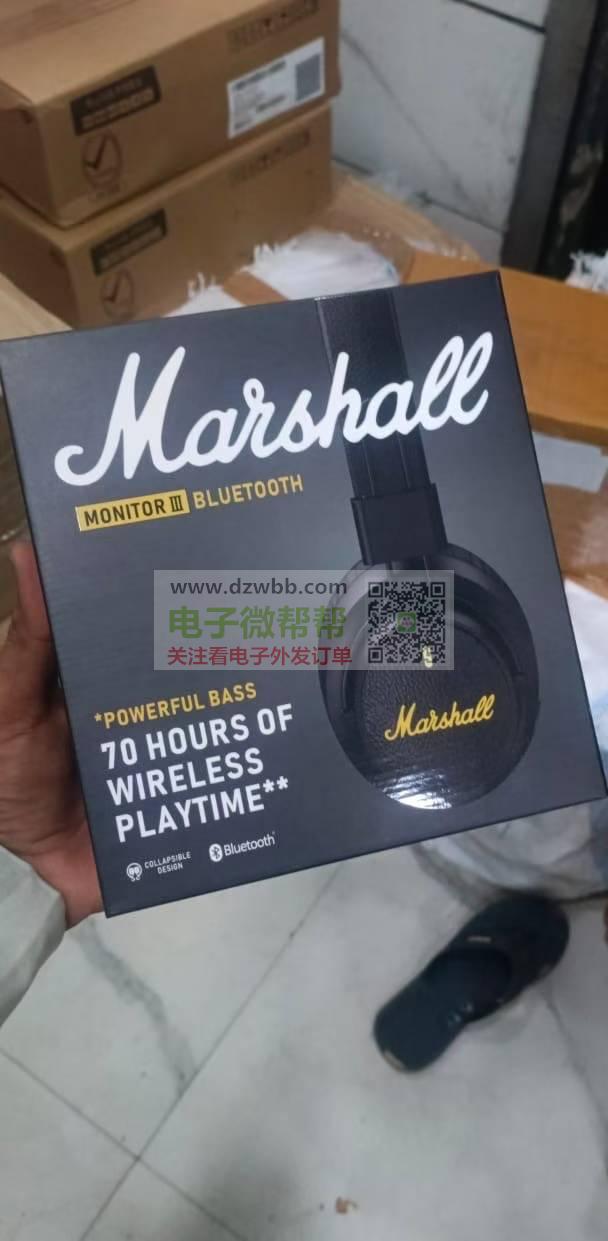 Marshall
MONITOR III BLUETOOTH
www.dzwbb.com
电子微帮帮
关注看电子外发订单
Marshall
*POWERFUL BASS
70 HOURS OF
WIRELESS
PLAYTIME**
COLLAPSIBLE
DESIGN
Bluetooth